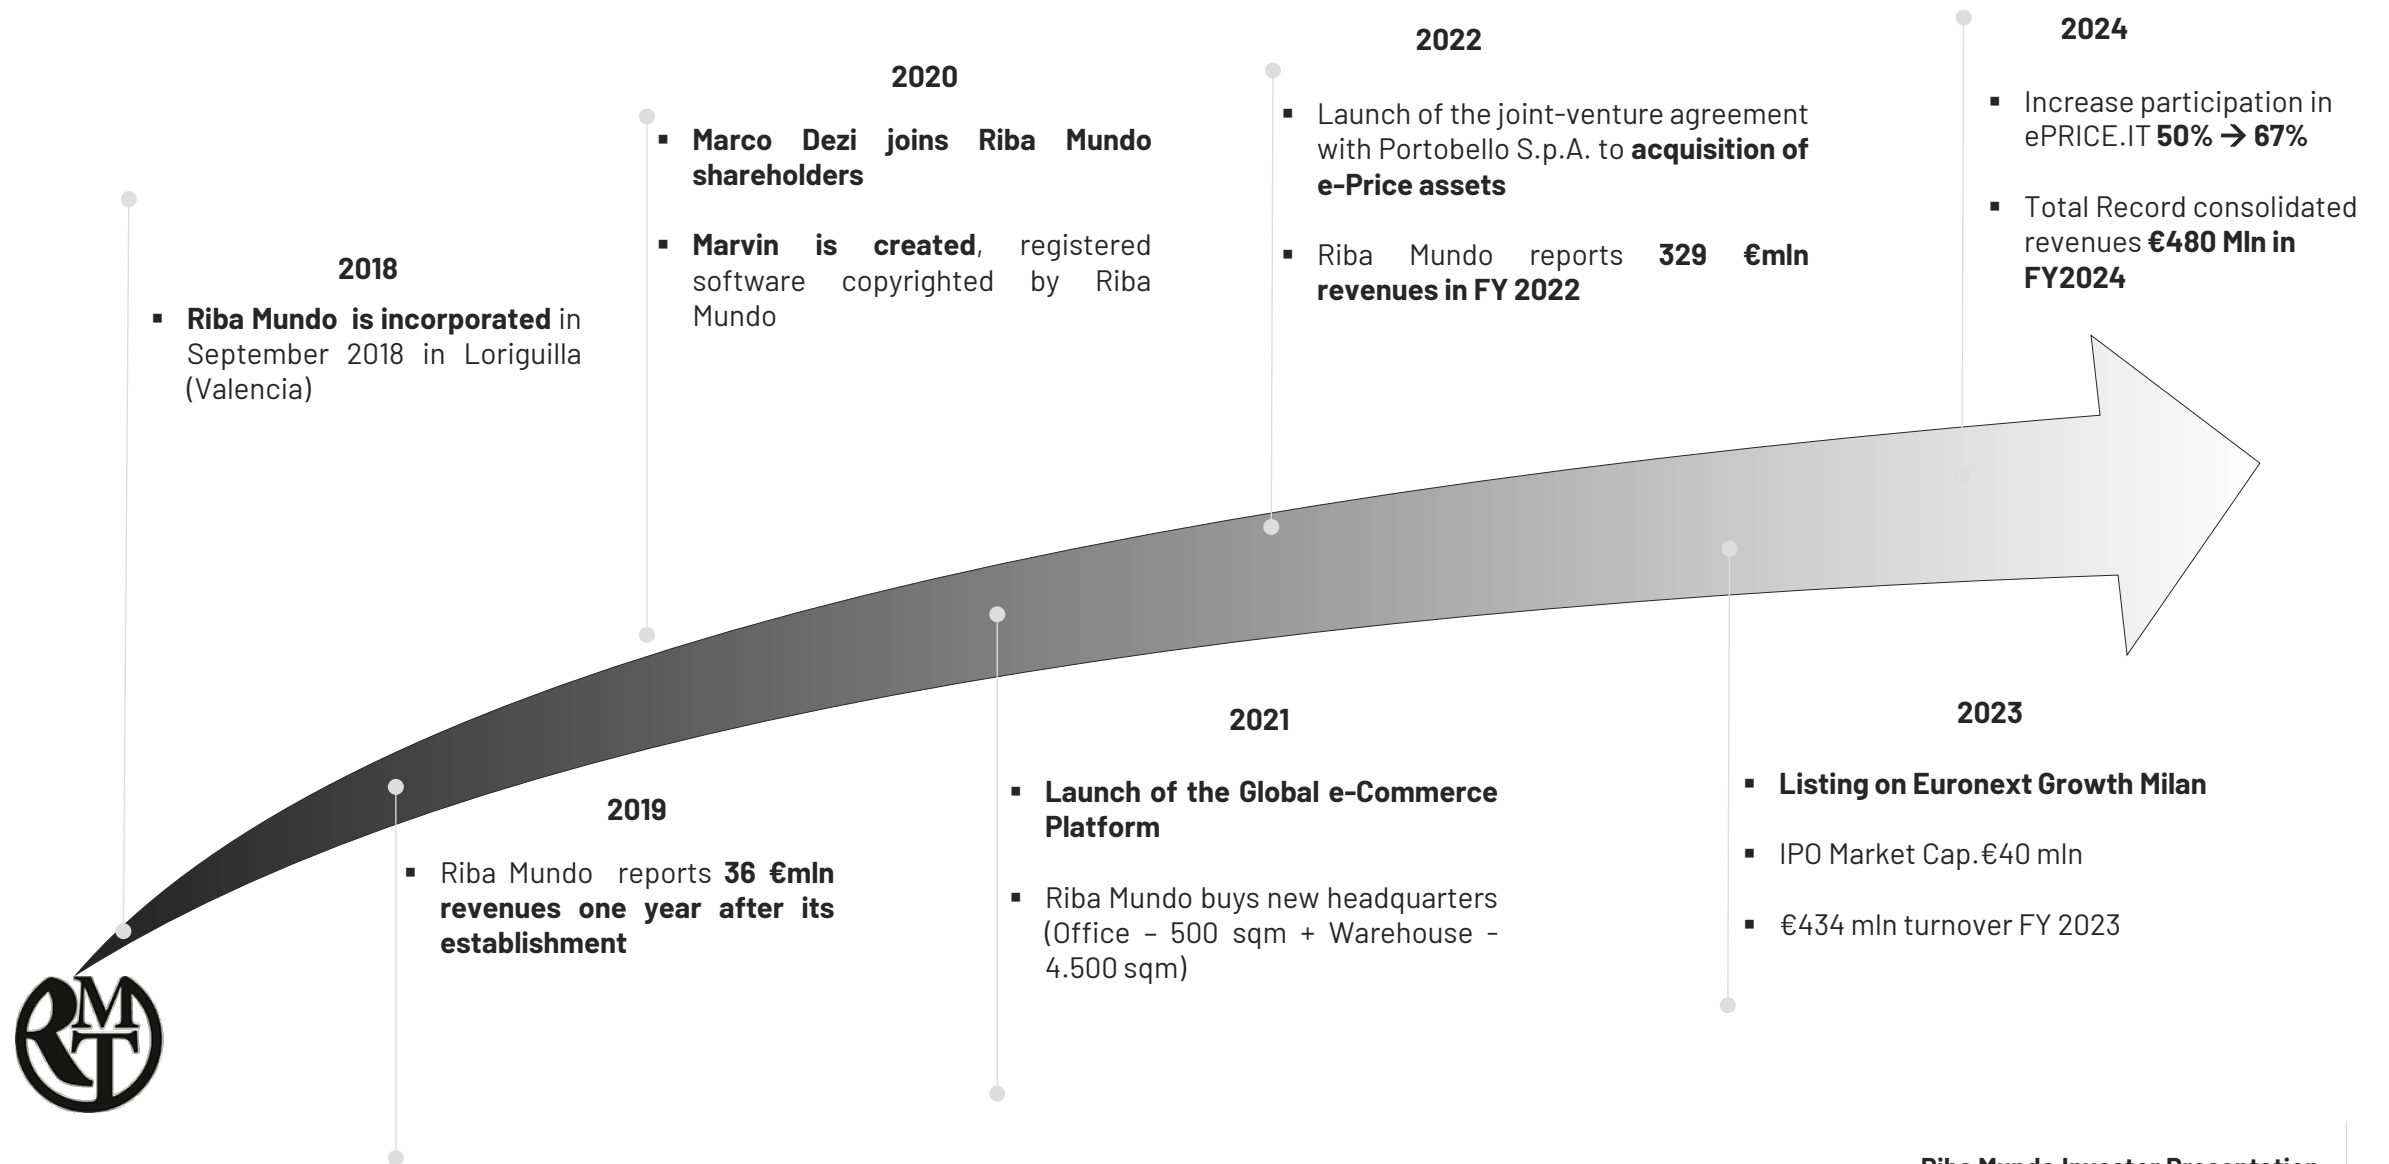 2018
▪ Riba Mundo is incorporated in
September 2018 in Loriguilla
(Valencia)
2019
▪ Riba Mundo reports 36 €mln
revenues one year after its
establishment
2020
▪ Marco Dezi joins Riba Mundo
shareholders
▪ Marvin is created, registered
software copyrighted by Riba
Mundo
2021
▪ Launch of the Global e-Commerce
Platform
▪ Riba Mundo buys new headquarters
(Office – 500 sqm + Warehouse -
4.500 sqm)
2022
▪ Launch of the joint-venture agreement
with Portobello S.p.A. to acquisition of
e-Price assets
▪ Riba Mundo reports 329 €mln
revenues in FY 2022
2023
▪ Listing on Euronext Growth Milan
▪ IPO Market Cap.€40 mln
▪ €434 mln turnover FY 2023
2024
▪ Increase participation in
ePRICE.IT 50% → 67%
▪ Total Record consolidated
revenues €480 Mln in
FY2024
RMT
Riba Mundo Investor Presentation